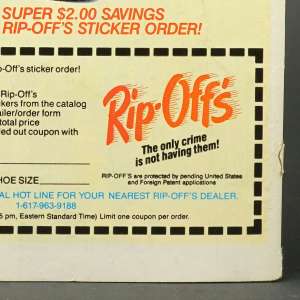 SUPER $2.00 SAVINGS
RIP-OFF'S STICKER ORDER!
-Off's sticker order!
Rip-Off's
kers from the catalog
ailer/order form
total price
ed out coupon with
Rip-Off's
The only crime
is not having them!
HOE SIZE
RIP-OFF'S are protected by pending United States
and Foreign Patent applications
AL HOT LINE FOR YOUR NEAREST RIP-OFF'S DEALER.
1-617-963-9188
5 pm, Eastern Standard Time) Limit one coupon per order.